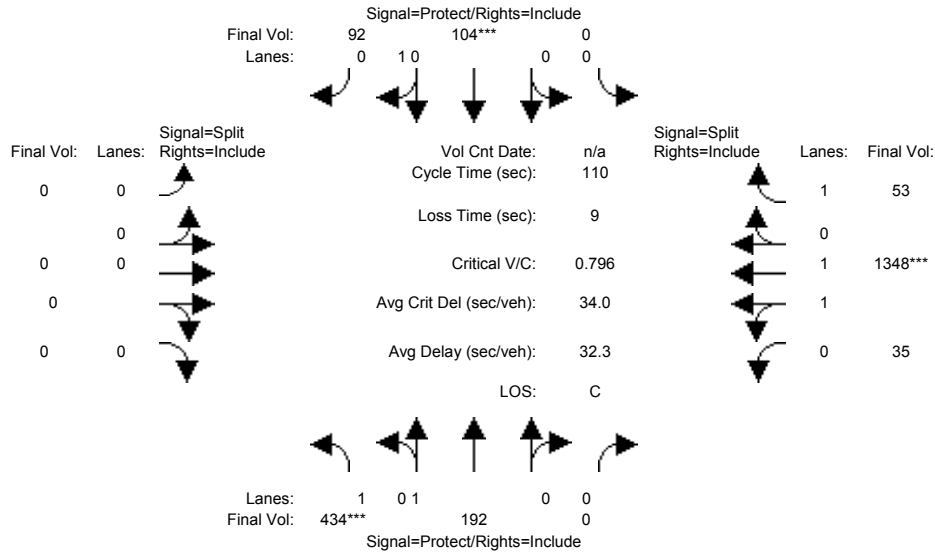 Signal=Protect/Rights=Include
Final Vol: 92 104*** 0
Lanes: 0 1 0 0 0
Signal=Split Signal=Split
Final Vol: Lanes: Rights=Include Vol Cnt Date: n/a Rights=Include Lanes: Final Vol:
Cycle Time (sec): 110
0 0 1 53
Loss Time (sec): 9
0 0
0 0 Critical V/C: 0.796 1 1348***
0 Avg Crit Del (sec/veh): 34.0 1
0 0 Avg Delay (sec/veh): 32.3 0 35
LOS: C
Lanes: 1 0 1 0 0
Final Vol: 434*** 192 0
Signal=Protect/Rights=Include